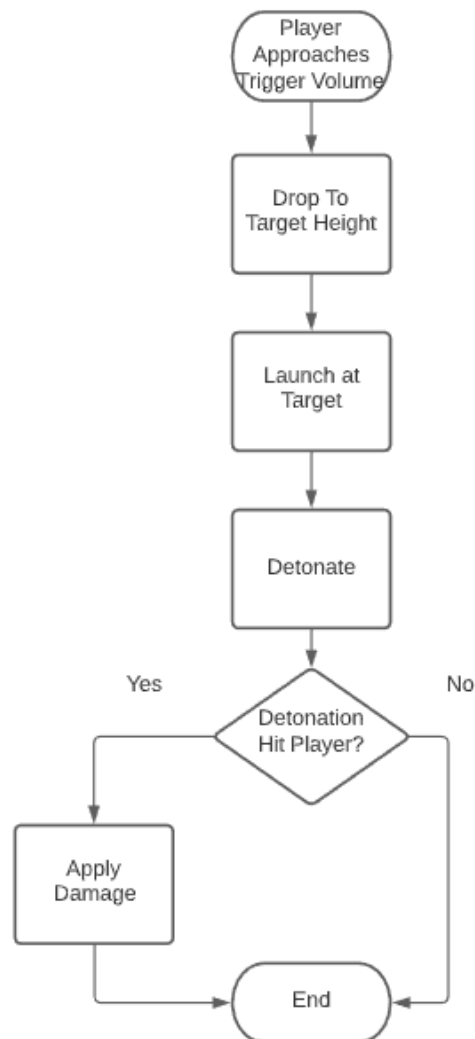 Player
Approaches
Trigger Volume
Drop To
Target Height
Launch at
Target
Detonate
Yes
No
Detonation
Hit Player?
Apply
Damage
End